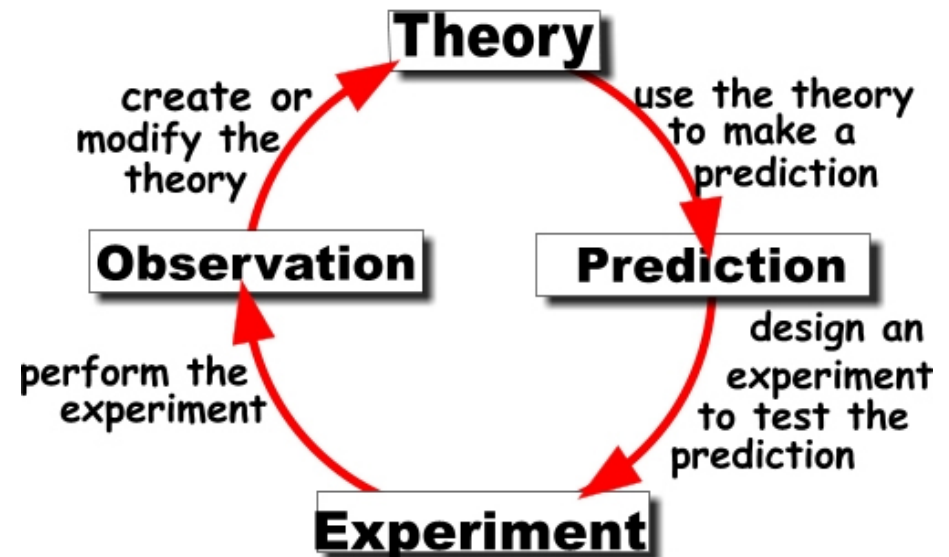 Theory
use the theory
to make a
prediction
Prediction
design an
experiment
to test the
prediction
Experiment
perform the
experiment
Observation
create or
modify the
theory